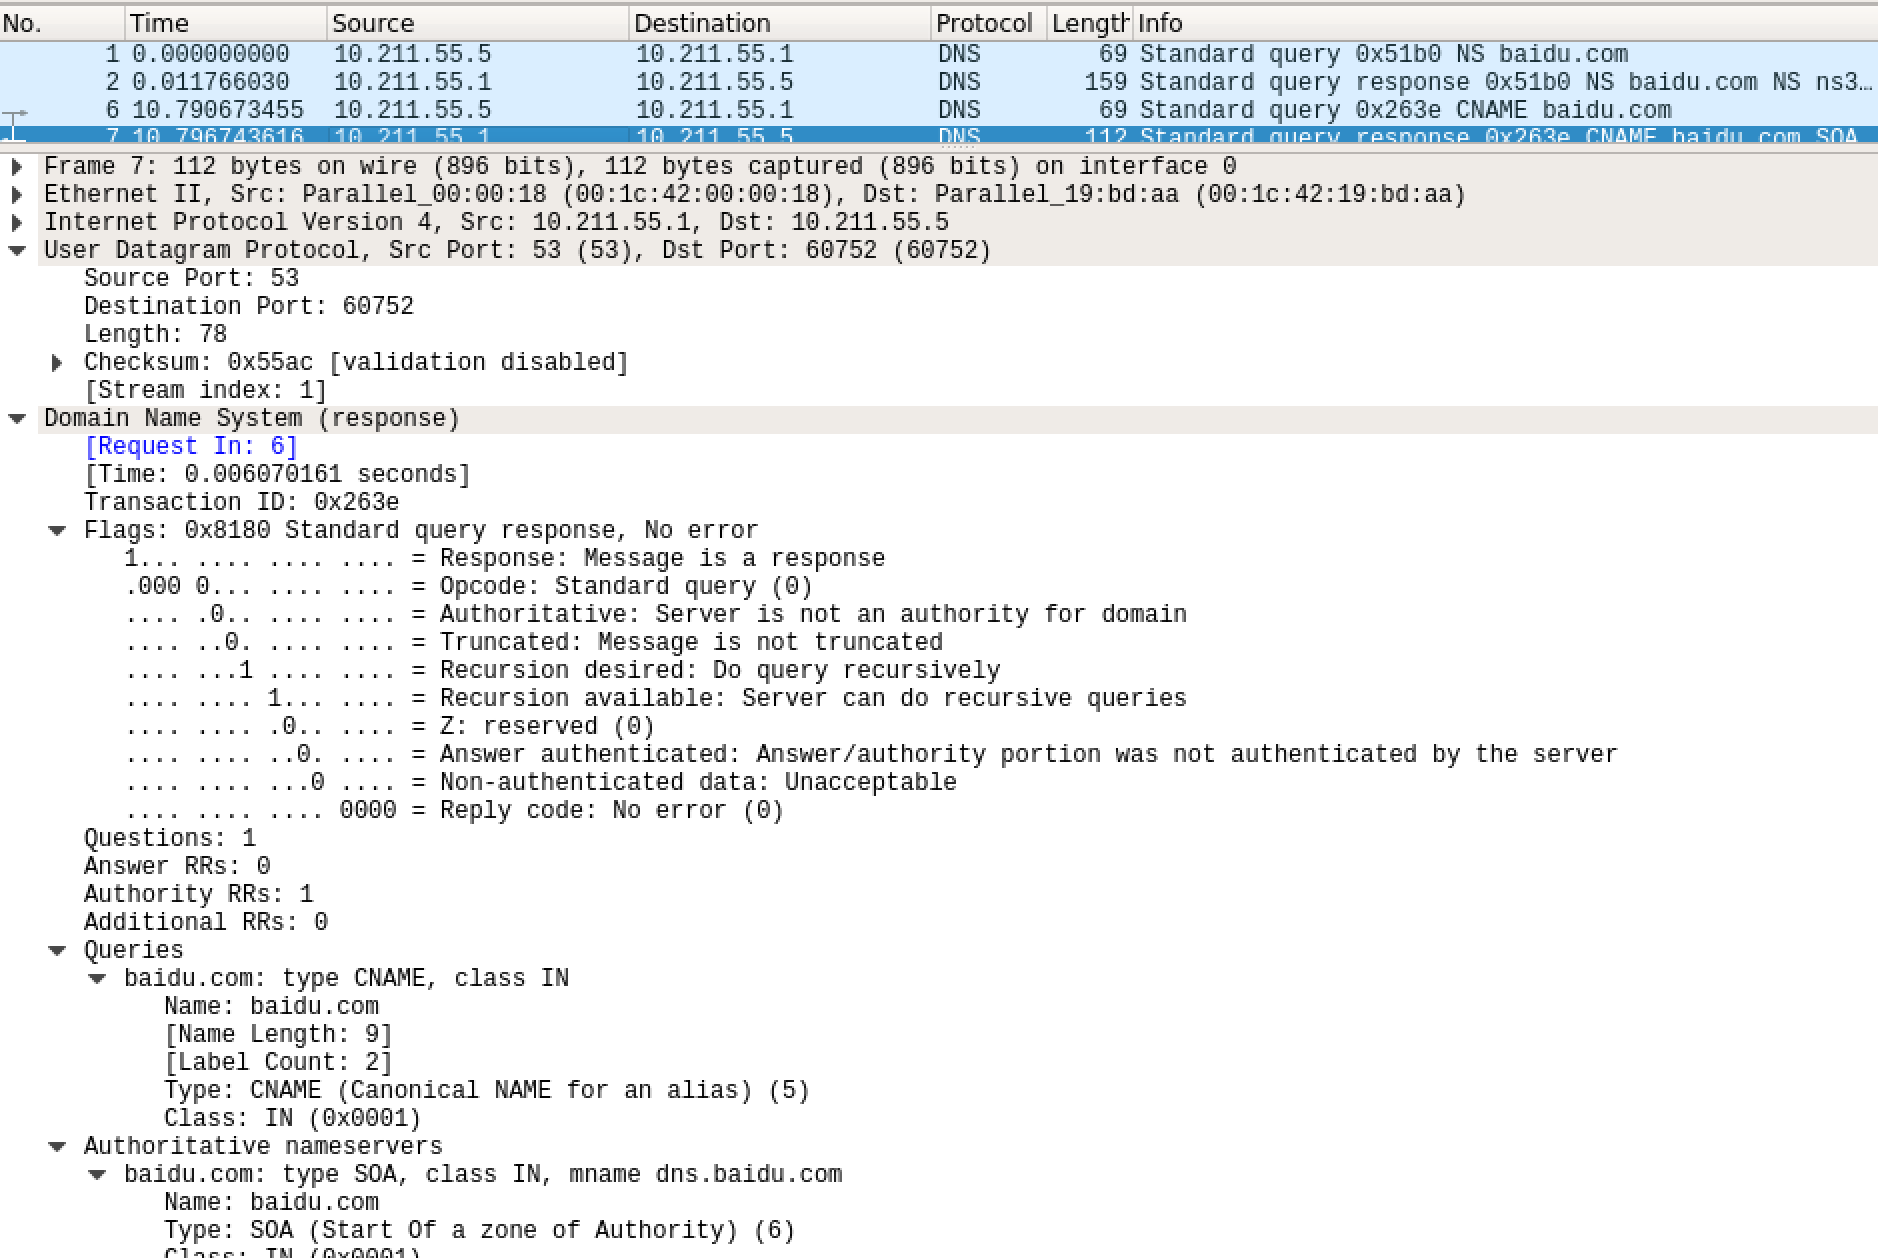 No. Time Source Destination Protocol Length Info
1 0.000000000 10.211.55.5 10.211.55.1 DNS 69 Standard query 0x51b0 NS baidu.com
2 0.011766030 10.211.55.1 10.211.55.5 DNS 159 Standard query response 0x51b0 NS baidu.com NS ns3…
6 10.790673455 10.211.55.5 10.211.55.1 DNS 69 Standard query 0x263e CNAME baidu.com
7 10.796743616 10.211.55.1 10.211.55.5 DNS 112 Standard query response 0x263e CNAME baidu.com SOA
Frame 7: 112 bytes on wire (896 bits), 112 bytes captured (896 bits) on interface 0
Ethernet II, Src: Parallel_00:00:18 (00:1c:42:00:00:18), Dst: Parallel_19:bd:aa (00:1c:42:19:bd:aa)
Internet Protocol Version 4, Src: 10.211.55.1, Dst: 10.211.55.5
User Datagram Protocol, Src Port: 53 (53), Dst Port: 60752 (60752)
Source Port: 53
Destination Port: 60752
Length: 78
Checksum: 0x55ac [validation disabled]
[Stream index: 1]
Domain Name System (response)
[Request In: 6]
[Time: 0.006070161 seconds]
Transaction ID: 0x263e
Flags: 0x8180 Standard query response, No error
1... .... .... .... = Response: Message is a response
.000 0... .... .... = Opcode: Standard query (0)
.... .0.. .... .... = Authoritative: Server is not an authority for domain
.... ..0. .... .... = Truncated: Message is not truncated
.... ...1 .... .... = Recursion desired: Do query recursively
.... .... 1... .... = Recursion available: Server can do recursive queries
.... .... .0.. .... = Z: reserved (0)
.... .... ..0. .... = Answer authenticated: Answer/authority portion was not authenticated by the server
.... .... ...0 .... = Non-authenticated data: Unacceptable
.... .... .... 0000 = Reply code: No error (0)
Questions: 1
Answer RRs: 0
Authority RRs: 1
Additional RRs: 0
Queries
baidu.com: type CNAME, class IN
Name: baidu.com
[Name Length: 9]
[Label Count: 2]
Type: CNAME (Canonical NAME for an alias) (5)
Class: IN (0x0001)
Authoritative nameservers
baidu.com: type SOA, class IN, mname dns.baidu.com
Name: baidu.com
Type: SOA (Start Of a zone of Authority) (6)
Class: IN (0x0001)